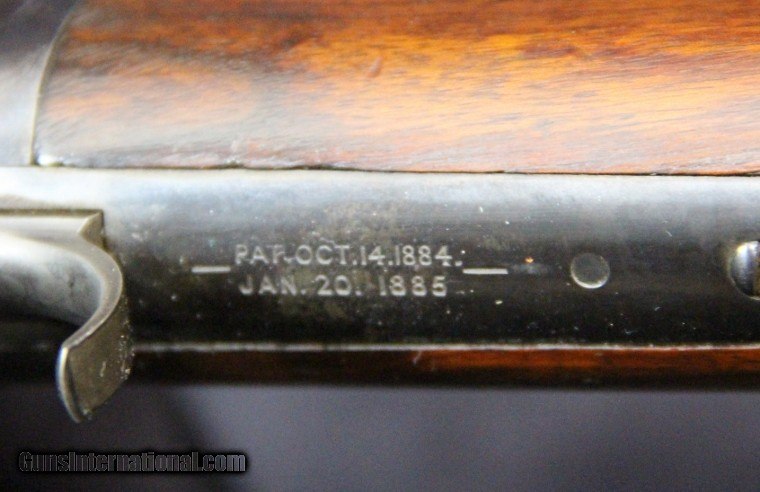 — PAT. OCT. 14. 1884. —
JAN. 20. 1885
GunsInternational.com